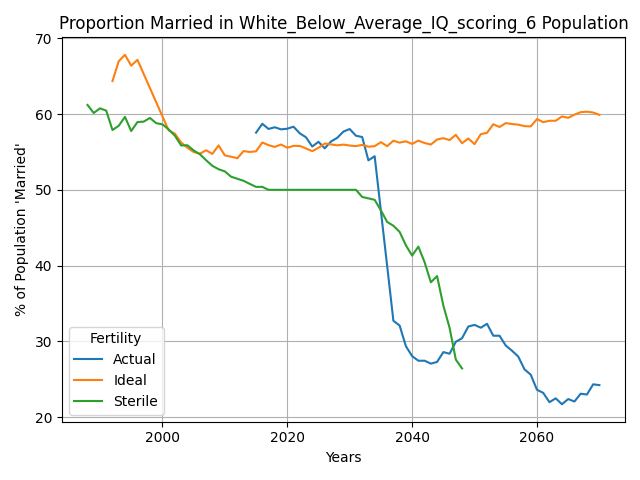 Proportion Married in White_Below_Average_IQ_scoring_6 Population
% of Population 'Married'
70
60
50
40
30
20
Fertility
Actual
Ideal
Sterile
2000
2020
2040
2060
Years